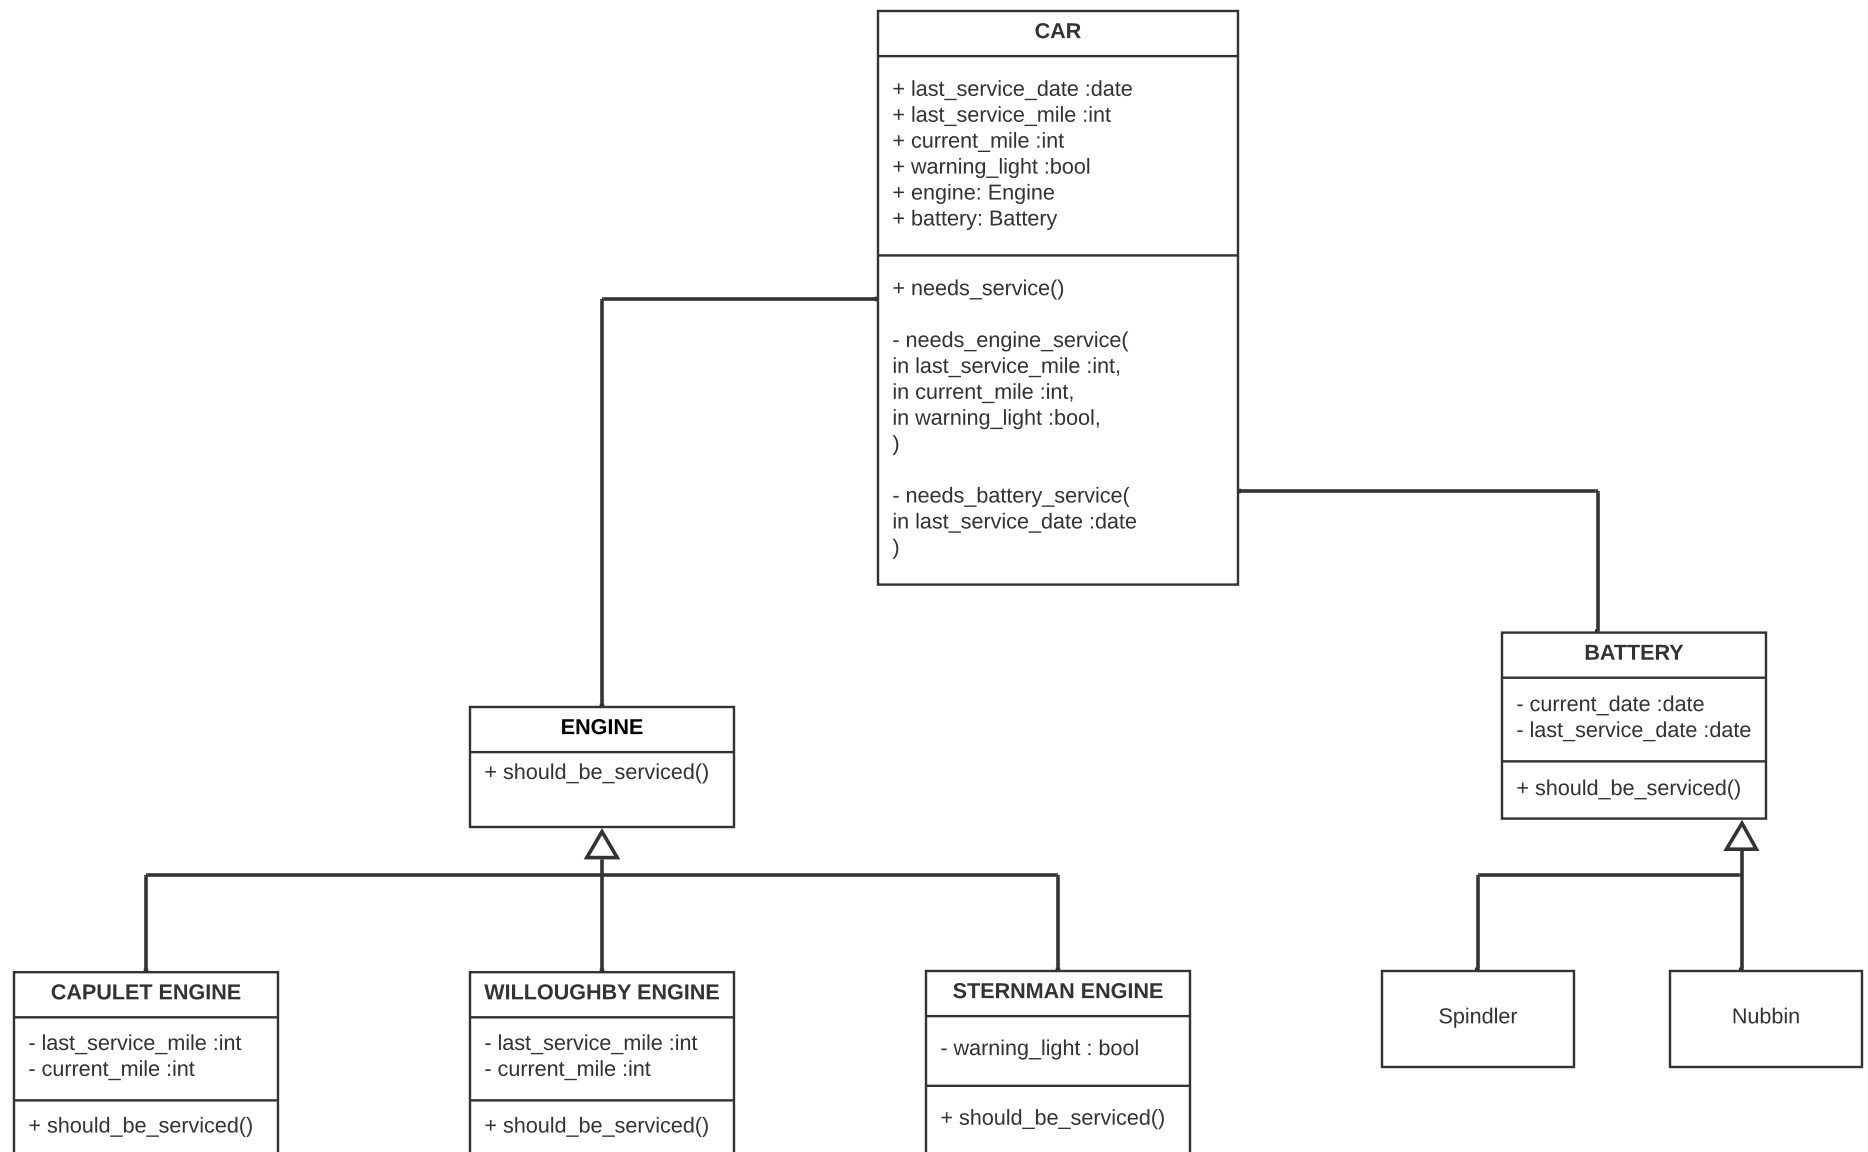 CAR
+ last_service_date :date
+ last_service_mile :int
+ current_mile :int
+ warning_light :bool
+ engine: Engine
+ battery: Battery
+ needs_service()
- needs_engine_service(
in last_service_mile :int,
in current_mile :int,
in warning_light :bool,
)
- needs_battery_service(
in last_service_date :date
)
ENGINE
+ should_be_serviced()
BATTERY
- current_date :date
- last_service_date :date
+ should_be_serviced()
CAPULET ENGINE
- last_service_mile :int
- current_mile :int
+ should_be_serviced()
WILLOUGHBY ENGINE
- last_service_mile :int
- current_mile :int
+ should_be_serviced()
STERNMAN ENGINE
- warning_light : bool
+ should_be_serviced()
Spindler
Nubbin